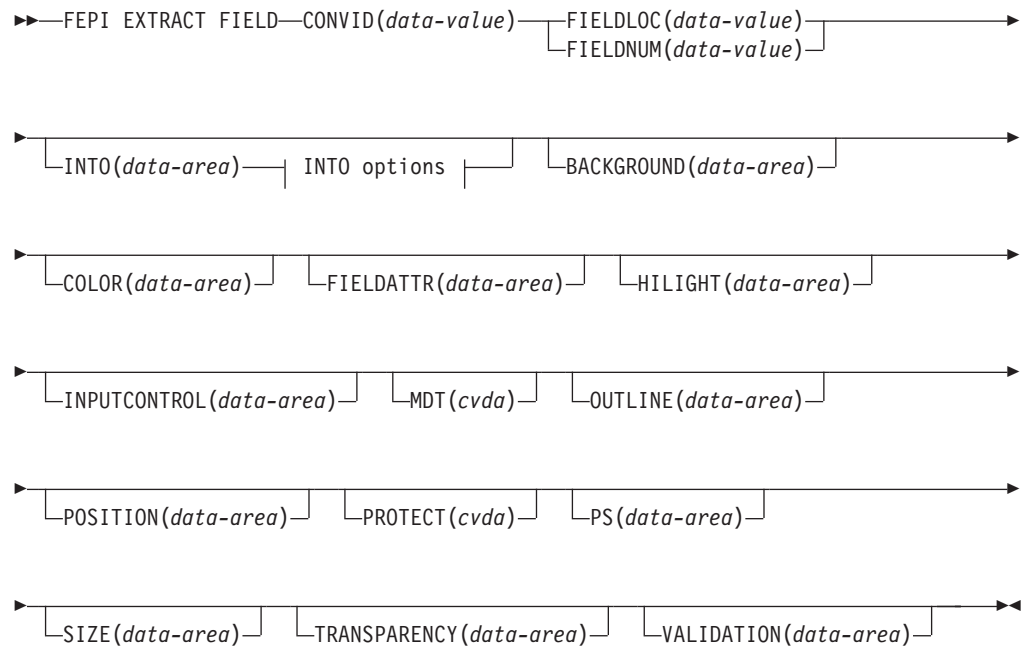 FEPI EXTRACT FIELD CONVID(data-value) FIELDLOC(data-value)
FIELDNUM(data-value)
INTO(data-area) INTO options BACKGROUND(data-area)
COLOR(data-area) FIELDATTR(data-area) HILIGHT(data-area)
INPUTCONTROL(data-area) MDT(cvda) OUTLINE(data-area)
POSITION(data-area) PROTECT(cvda) PS(data-area)
SIZE(data-area) TRANSPARENCY(data-area) VALIDATION(data-area)